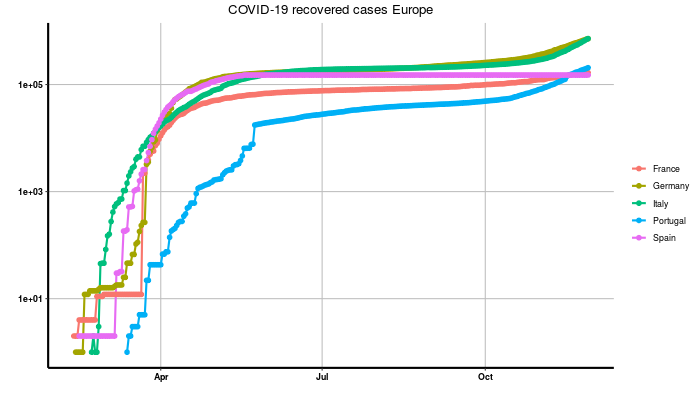 COVID-19 recovered cases Europe
1e+05
1e+03
1e+01
Apr
Jul
Oct
France
Germany
Italy
Portugal
Spain